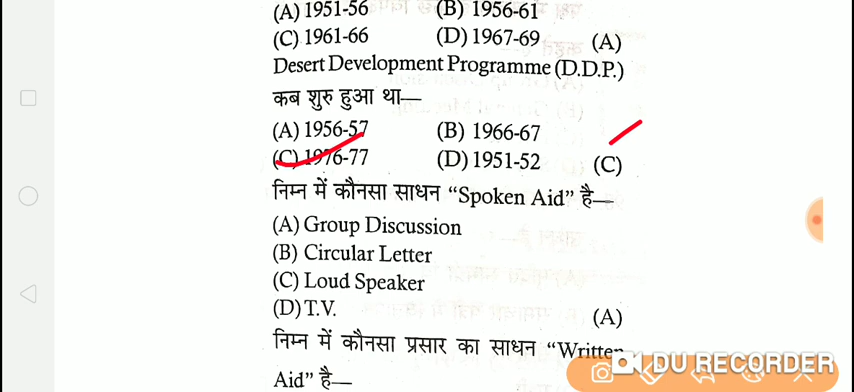 (A) 1951-56 (B) 1956-61
(C) 1961-66 (D) 1967-69 (A)
Desert Development Programme (D.D.P.)
कब शुरु हुआ था—
(A) 1956-57 (B) 1966-67
(C) 1976-77 (D) 1951-52 (C)
निम्न में कौनसा साधन “Spoken Aid” है—
(A) Group Discussion
(B) Circular Letter
(C) Loud Speaker
(D) T.V. (A)
निम्न में कौनसा प्रसार का साधन “Written
Aid” है—
DU RECORDER